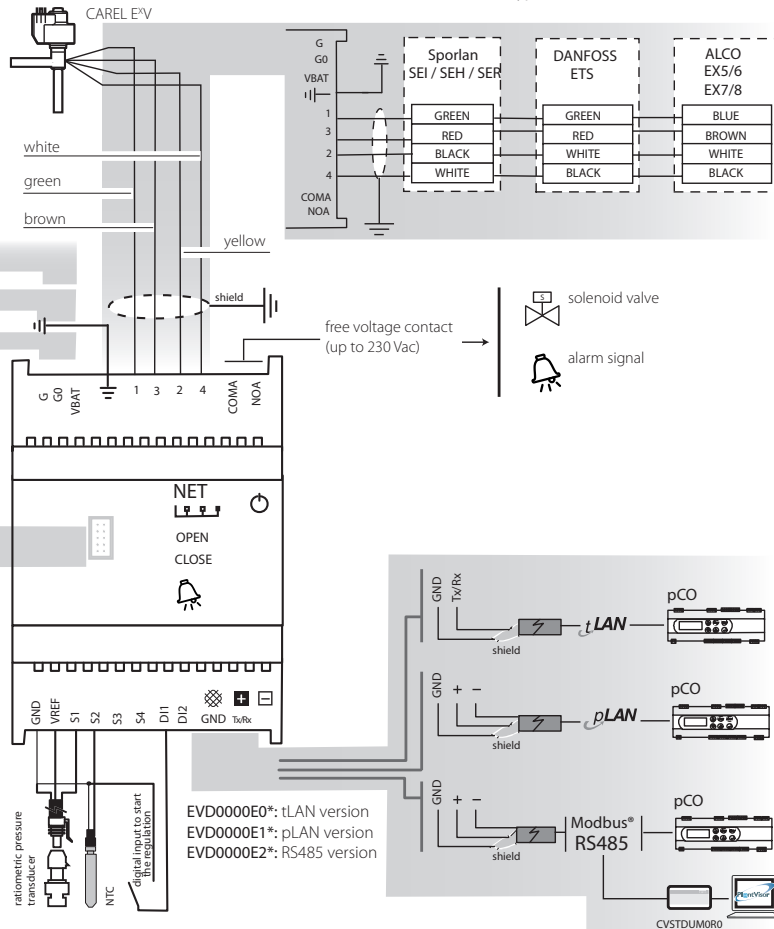 CAREL EXV
G
G0
VBAT
1
3
2
4
COMA
NOA
Sporlan
SEI / SEH / SER
GREEN
RED
BLACK
WHITE
DANFOSS
ETS
GREEN
RED
WHITE
BLACK
ALCO
EX5/6
EX7/8
BLUE
BROWN
WHITE
BLACK
white
green
brown
yellow
shield
free voltage contact
(up to 230 Vac)
S
solenoid valve
alarm signal
G
G0
VBAT
1
3
2
4
COMA
NOA
NET
OPEN
CLOSE
GND
VREF
S1
S2
S3
S4
DI1
DI2
GND
Tx/Rx
ratiometric pressure
transducer
NTC
digital input to start
the regulation
EVD0000E0*: tLAN version
EVD0000E1*: pLAN version
EVD0000E2*: RS485 version
GND
Tx/Rx
shield
tLAN
pCO
GND
+
−
shield
pLAN
pCO
GND
+
−
shield
Modbus®
RS485
pCO
CVSTDUM0R0
PlantVisor